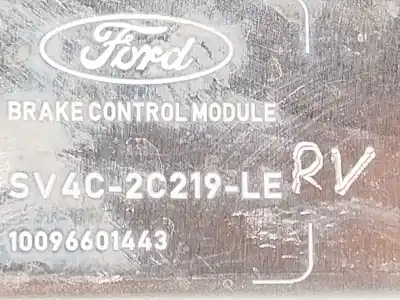 Ford
BRAKE CONTROL MODULE
SV4C-2C219-LE RV
10096601443